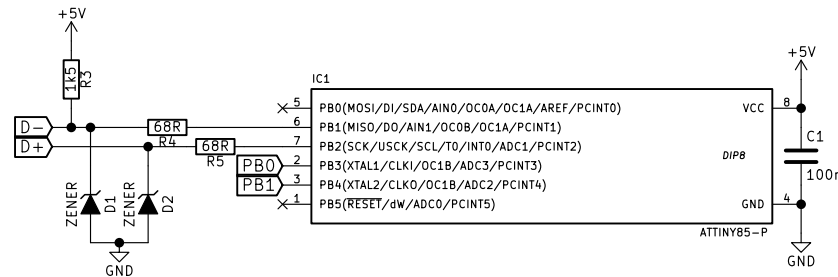 +5V
1k5
R3
D-
D+
68R
R4
68R
R5
ZENER
D1
ZENER
D2
GND
PB0
PB1
IC1
5 PB0(MOSI/DI/SDA/AIN0/OC0A/OC1A/AREF/PCINT0)
6 PB1(MISO/DO/AIN1/OC0B/OC1A/PCINT1)
7 PB2(SCK/USCK/SCL/T0/INT0/ADC1/PCINT2)
2 PB3(XTAL1/CLKI/OC1B/ADC3/PCINT3)
3 PB4(XTAL2/CLKO/OC1B/ADC2/PCINT4)
1 PB5(RESET/dW/ADC0/PCINT5)
VCC 8
DIP8
GND 4
ATTINY85-P
+5V
C1
100n
GND